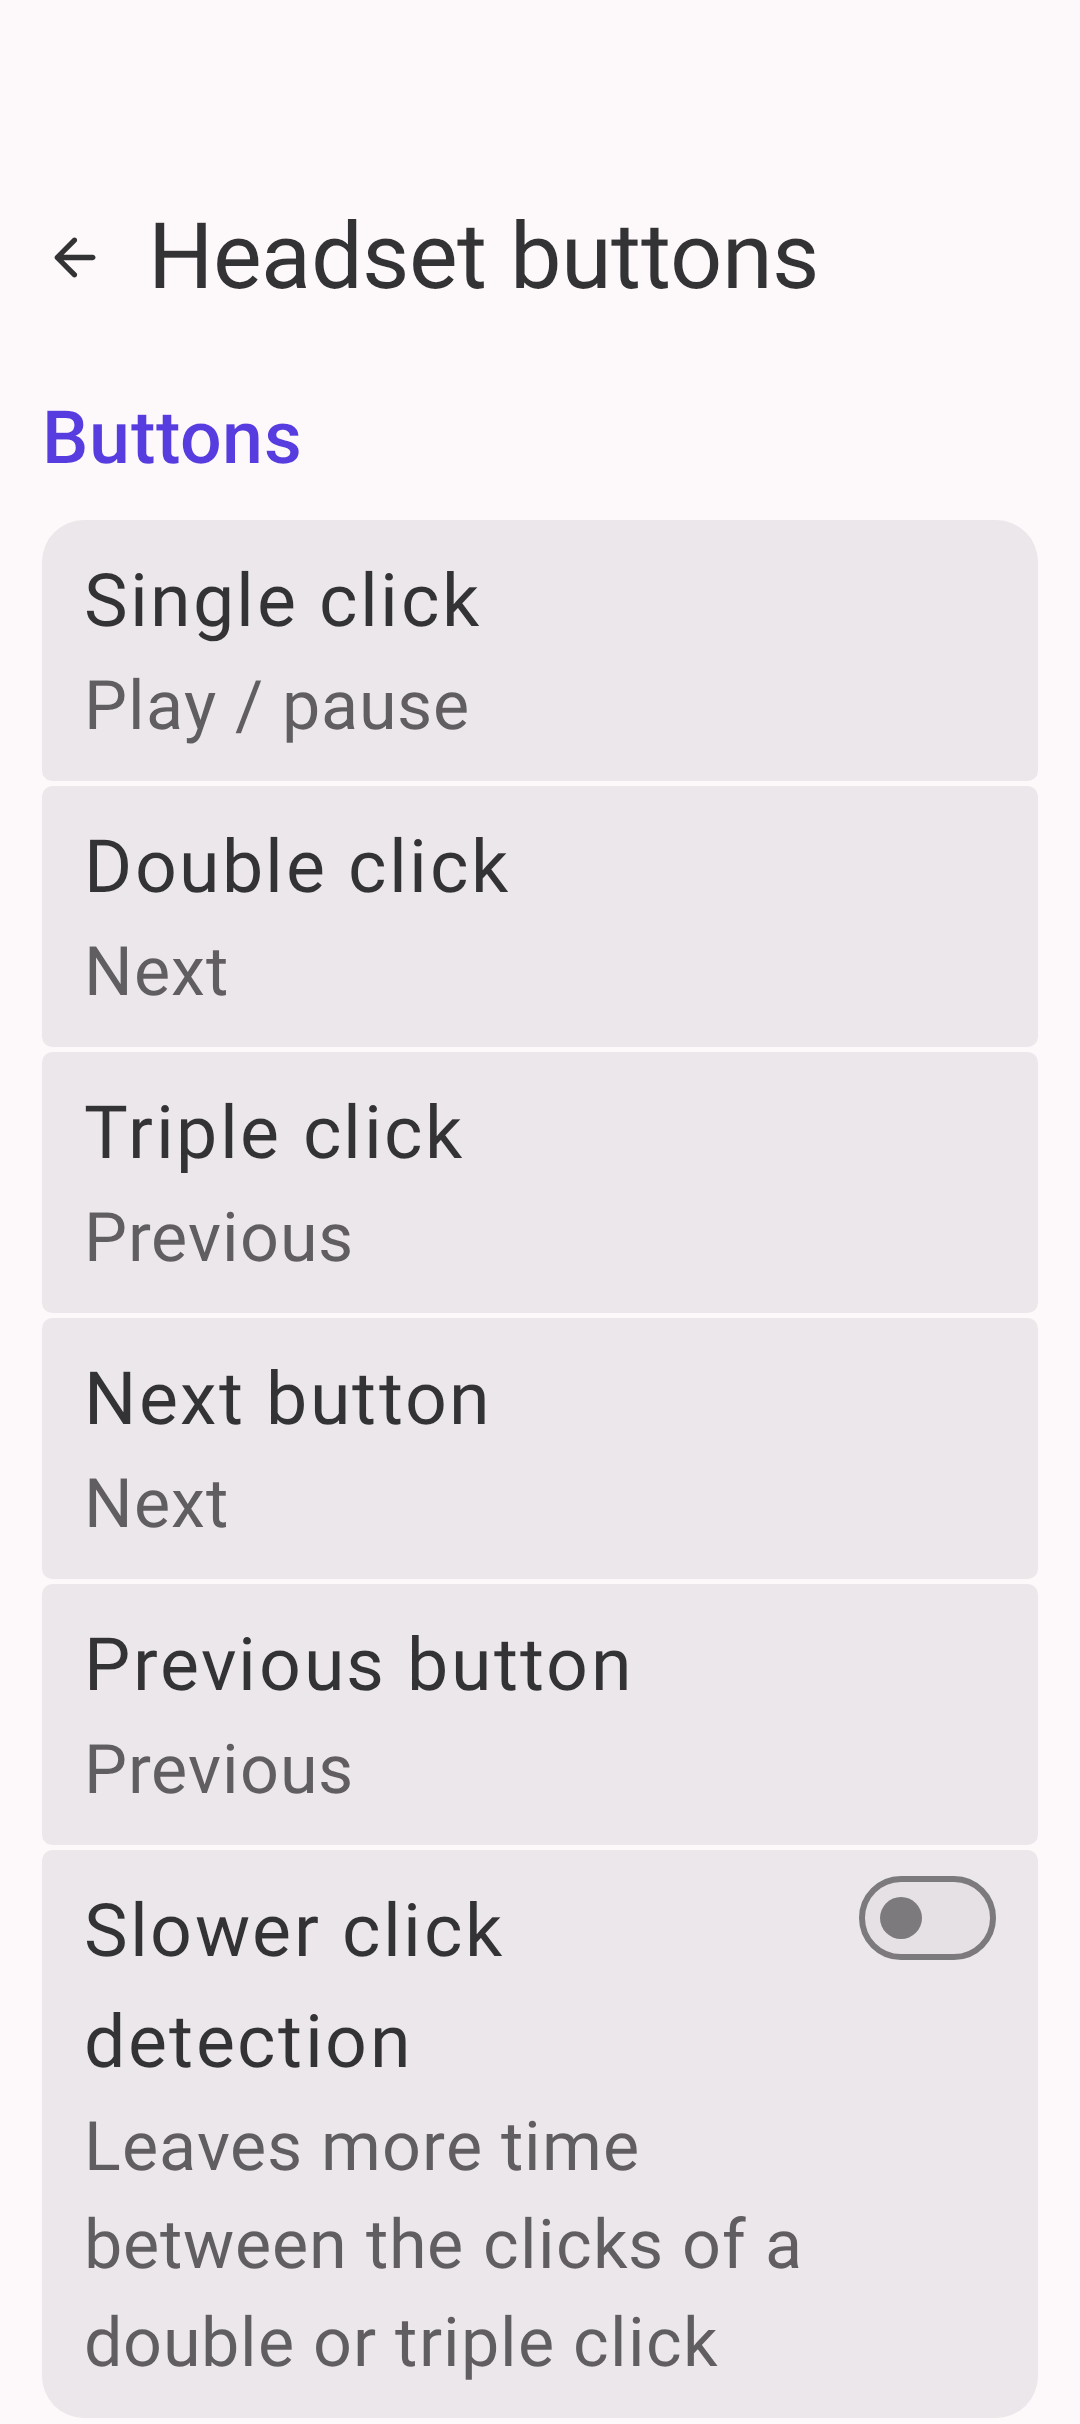 Headset buttons
Buttons
Single click
Play / pause
Double click
Next
Triple click
Previous
Next button
Next
Previous button
Previous
Slower click
detection
Leaves more time
between the clicks of a
double or triple click